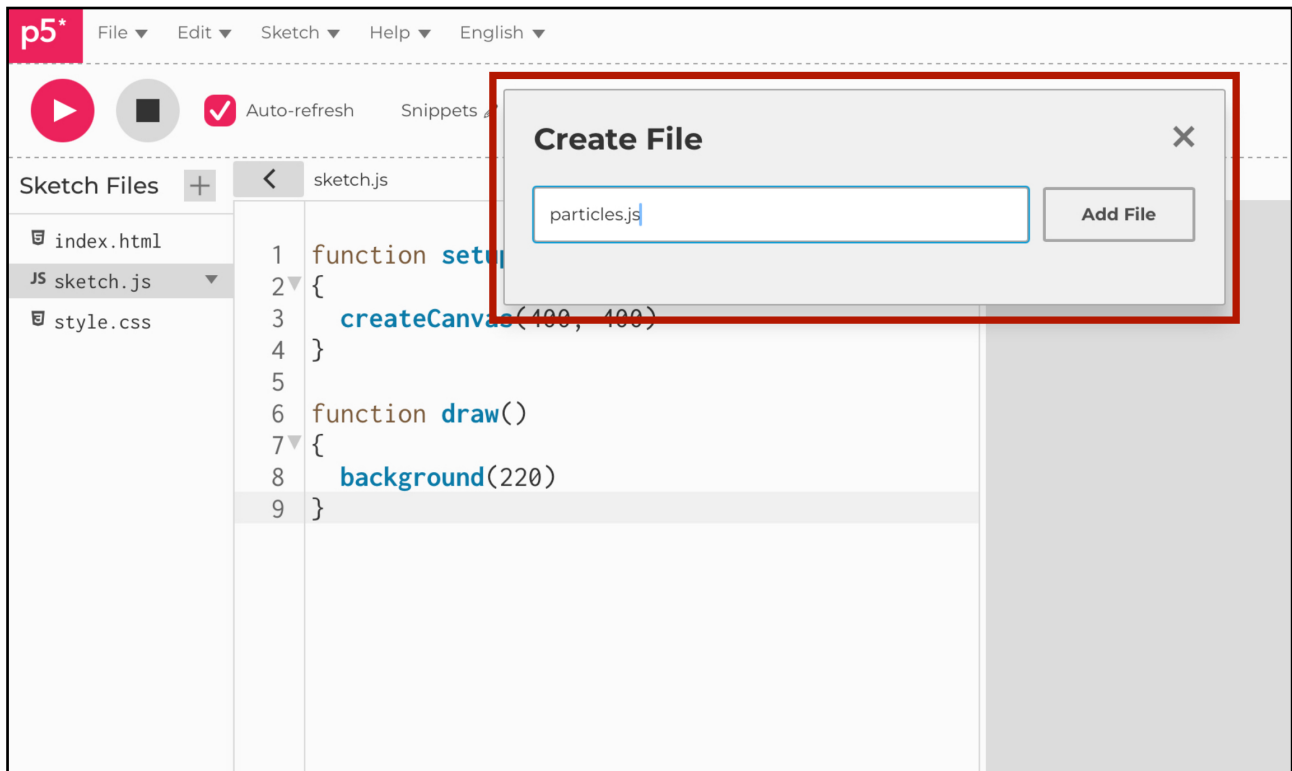 p5* File ▼ Edit ▼ Sketch ▼ Help ▼ English ▼
Auto-refresh Snippets
Create File ✕
particles.js Add File
Sketch Files + < sketch.js
index.html
JS sketch.js ▼
style.css
1 function setup
2 {
3 createCanvas(400, 400)
4 }
5
6 function draw()
7 {
8 background(220)
9 }